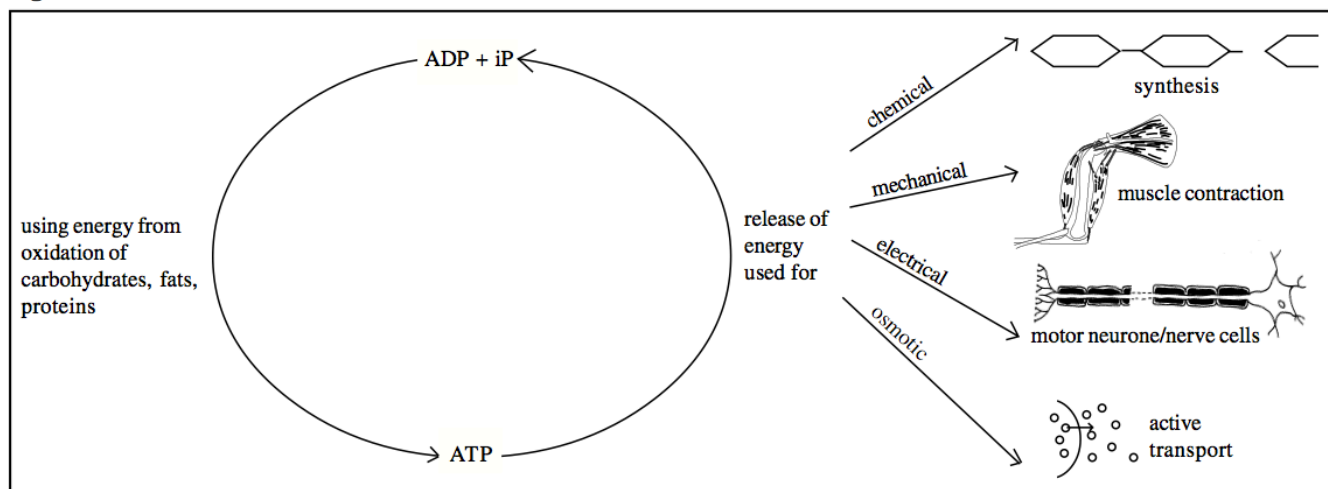 ADP + iP
using energy from
oxidation of
carbohydrates, fats,
proteins
ATP
release of
energy
used for
chemical
mechanical
electrical
osmotic
synthesis
muscle contraction
motor neurone/nerve cells
active
transport